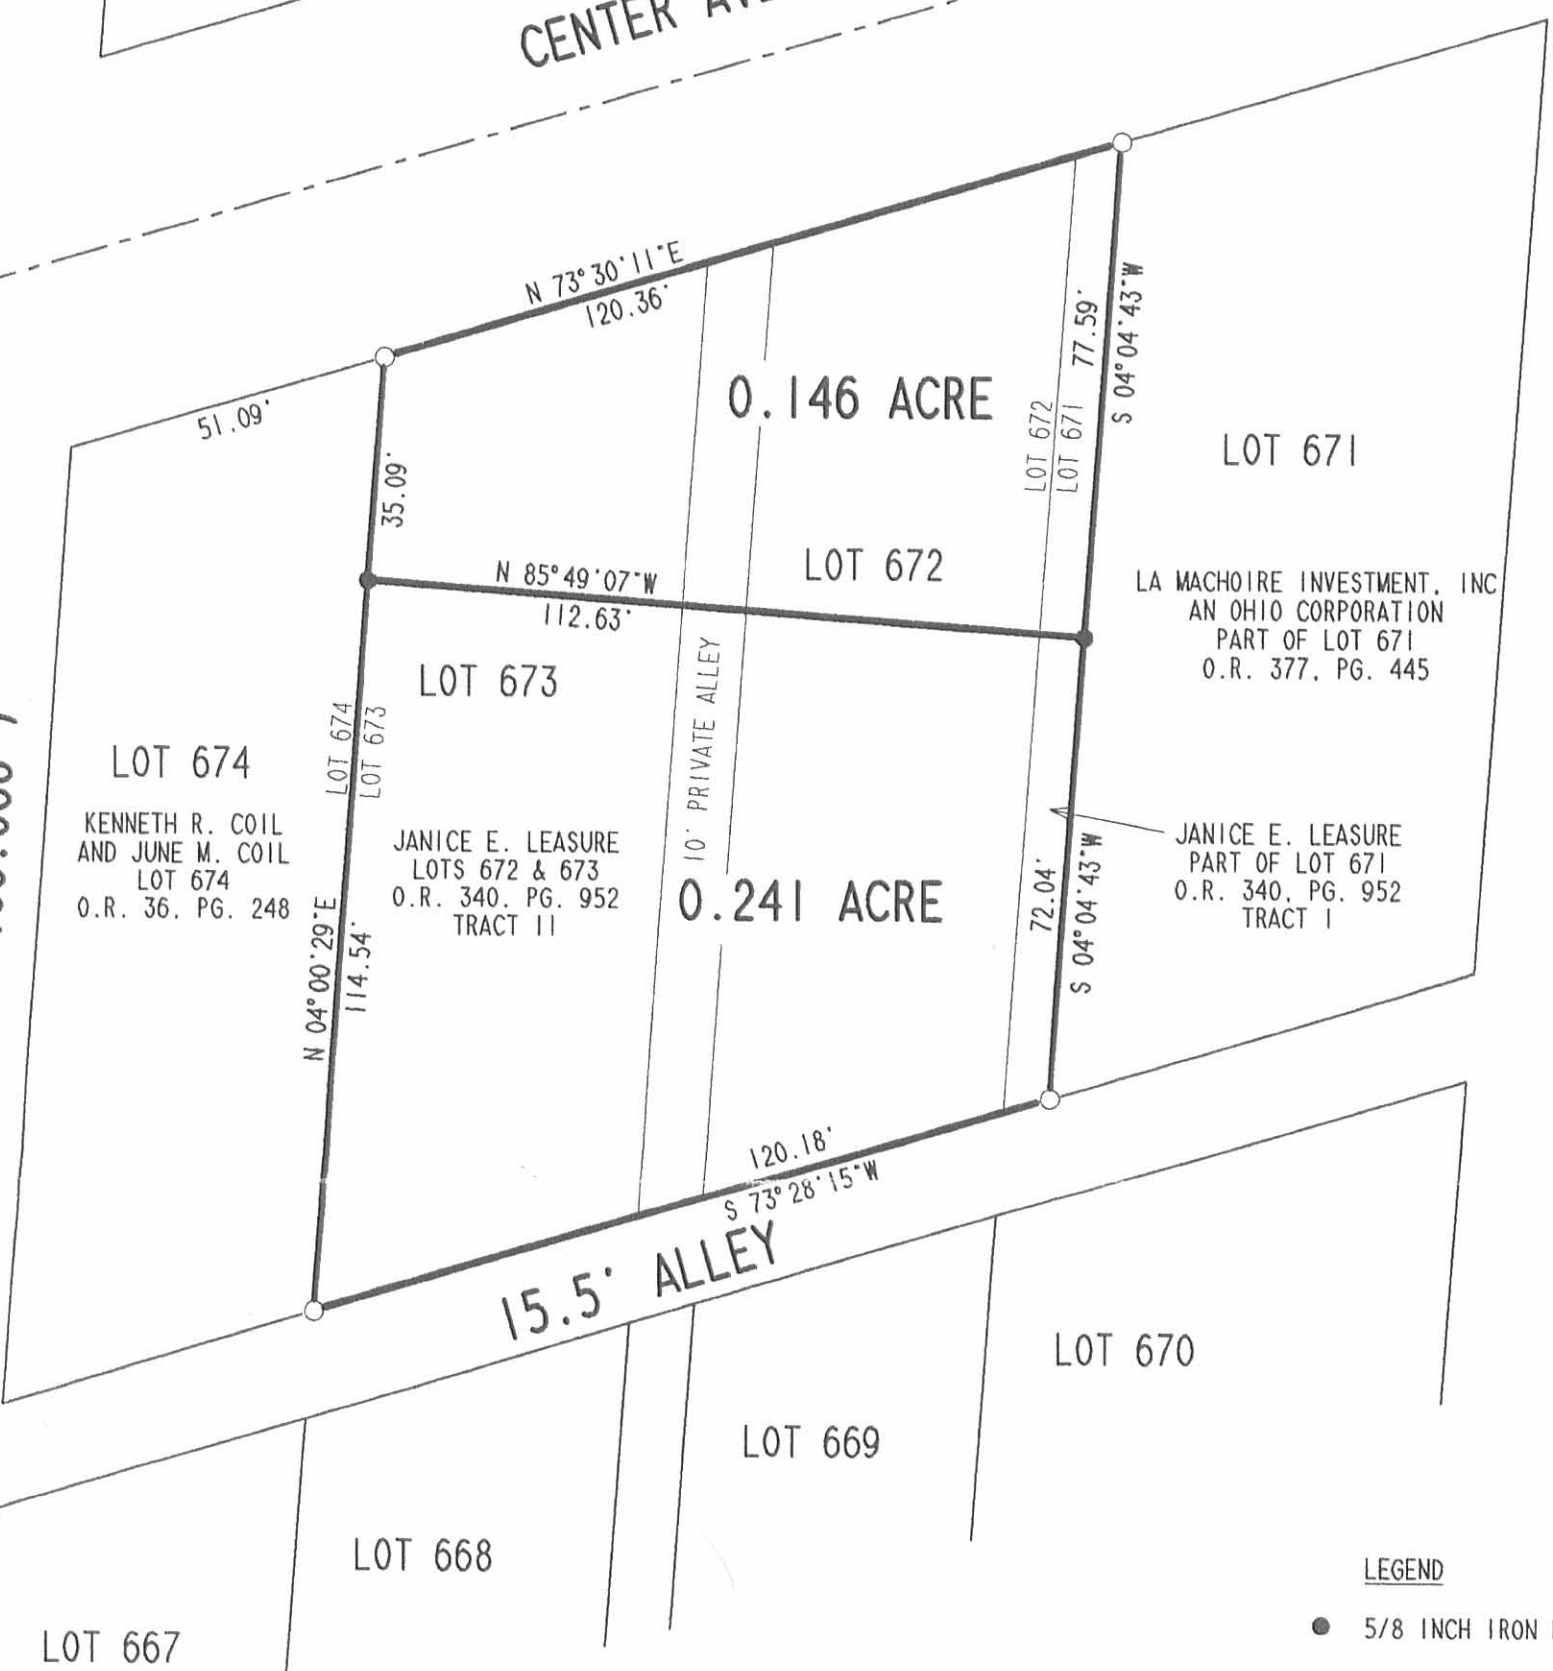 CENTER
N 73°30'11"E
120.36'
51.09'
35.09'
77.59'
S 04°04'43"W
0.146 ACRE
LOT 672
LOT 671
LOT 671
N 85°49'07"W
112.63'
LOT 672
LA MACHOIRE INVESTMENT, INC
AN OHIO CORPORATION
PART OF LOT 671
O.R. 377, PG. 445
LOT 673
10' PRIVATE ALLEY
LOT 674
LOT 673
LOT 674
KENNETH R. COIL
AND JUNE M. COIL
LOT 674
O.R. 36, PG. 248
JANICE E. LEASURE
LOTS 672 & 673
O.R. 340, PG. 952
TRACT II
0.241 ACRE
JANICE E. LEASURE
PART OF LOT 671
O.R. 340, PG. 952
TRACT I
N 04°00'29"E
114.54'
72.04'
S 04°04'43"W
120.18'
S 73°28'15"W
15.5' ALLEY
LOT 670
LOT 669
LOT 668
LOT 667
LEGEND
5/8 INCH IRON